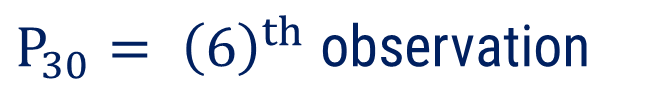 P₃₀ = (6)ᵗʰ observation